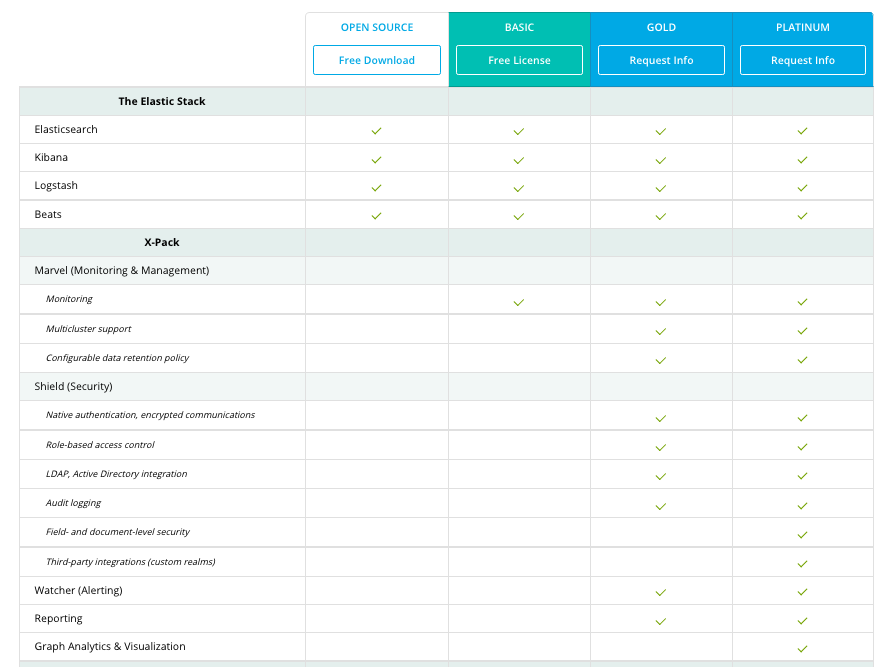 OPEN SOURCE BASIC GOLD PLATINUM
Free Download Free License Request Info Request Info
The Elastic Stack
Elasticsearch
Kibana
Logstash
Beats
X-Pack
Marvel (Monitoring & Management)
Monitoring
Multicluster support
Configurable data retention policy
Shield (Security)
Native authentication, encrypted communications
Role-based access control
LDAP, Active Directory integration
Audit logging
Field- and document-level security
Third-party integrations (custom realms)
Watcher (Alerting)
Reporting
Graph Analytics & Visualization